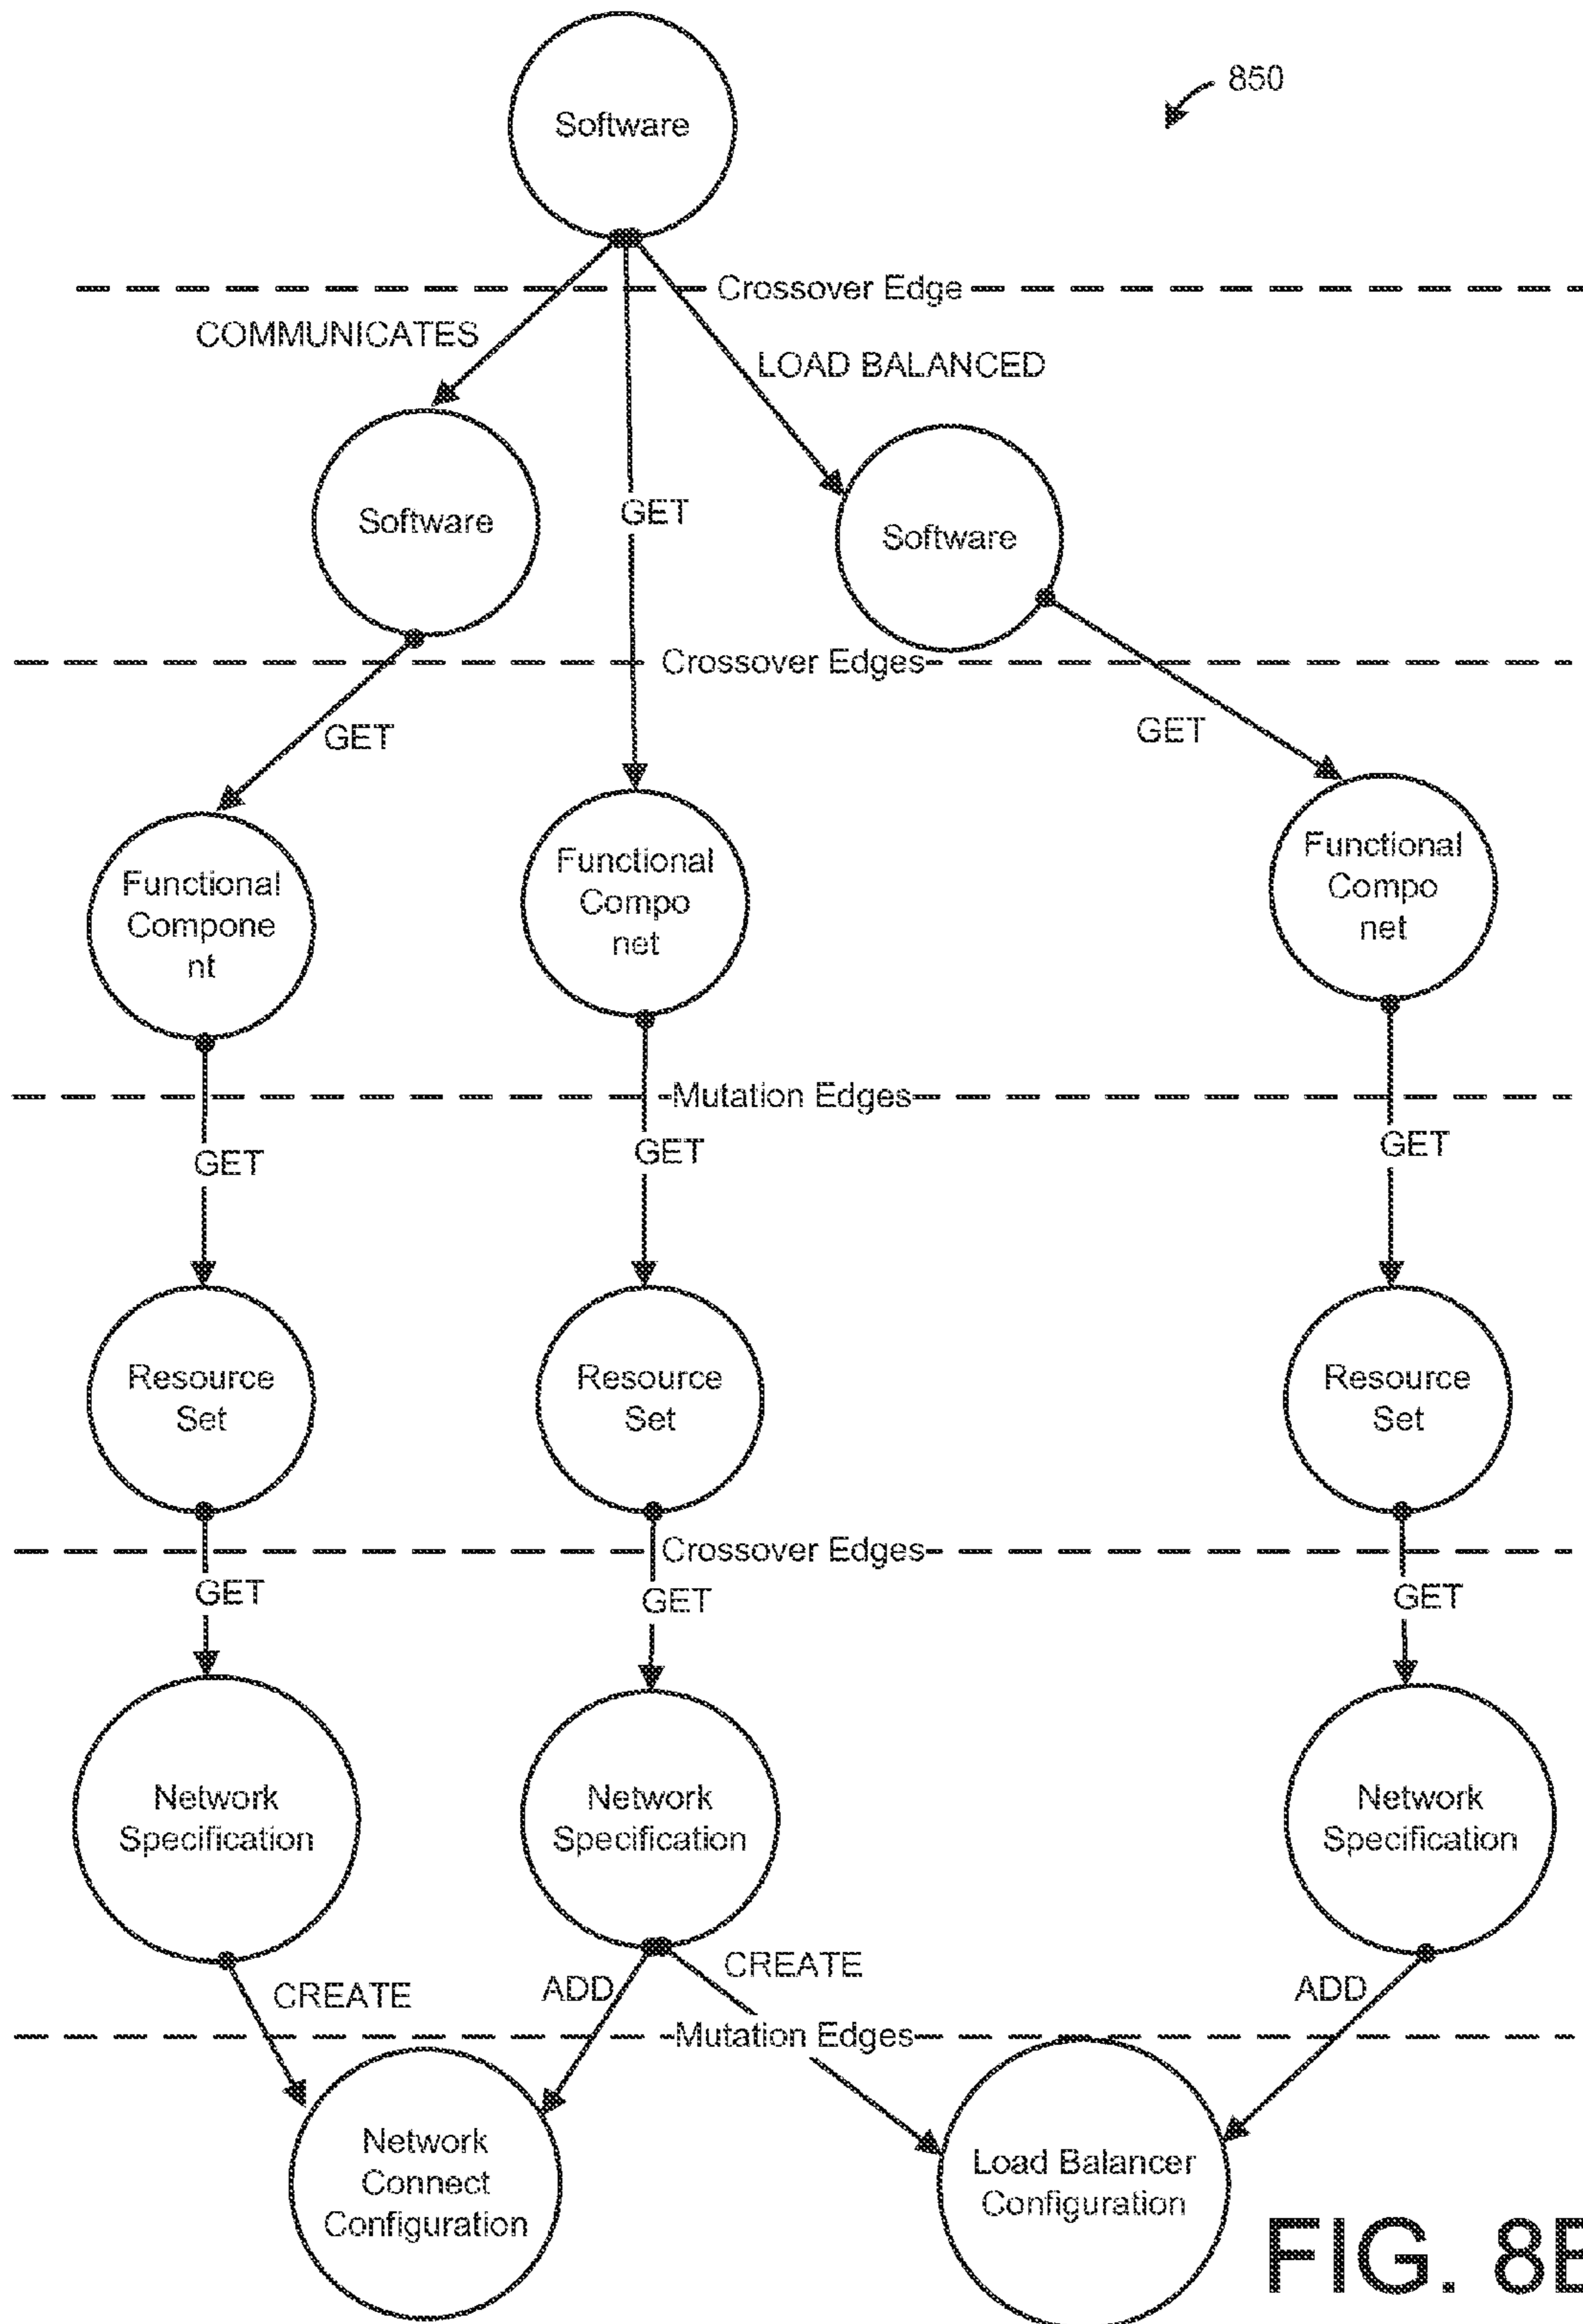 850
Software
Crossover Edge
COMMUNICATES
LOAD BALANCED
Software
GET
Software
Crossover Edges
GET
GET
Functional
Compone
nt
Functional
Compo
net
Functional
Compo
net
Mutation Edges
GET
GET
GET
Resource
Set
Resource
Set
Resource
Set
Crossover Edges
GET
GET
GET
Network
Specification
Network
Specification
Network
Specification
CREATE
ADD
CREATE
ADD
Mutation Edges
Network
Connect
Configuration
Load Balancer
Configuration
FIG.